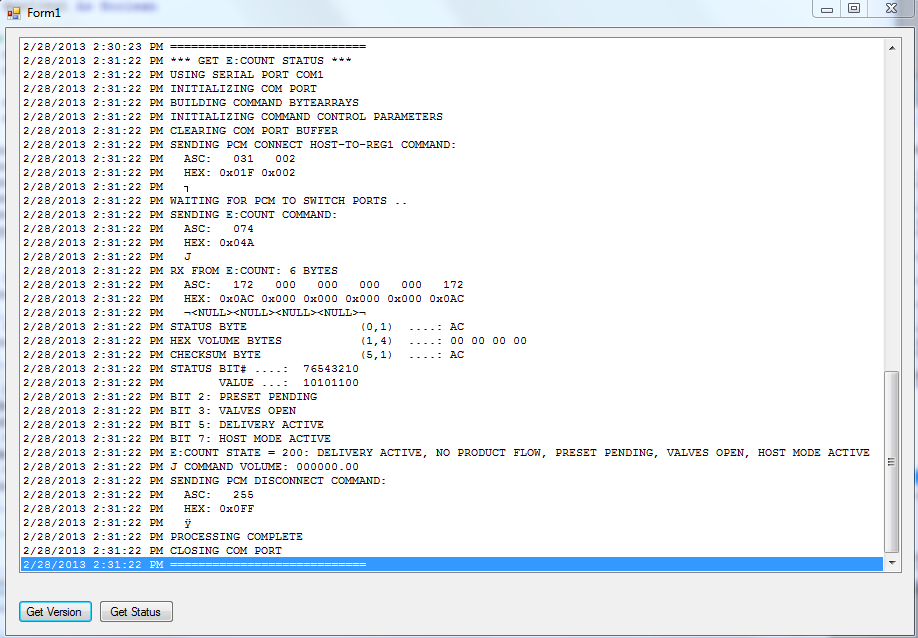 Form1
2/28/2013 2:30:23 PM ============================
2/28/2013 2:31:22 PM *** GET E:COUNT STATUS ***
2/28/2013 2:31:22 PM USING SERIAL PORT COM1
2/28/2013 2:31:22 PM INITIALIZING COM PORT
2/28/2013 2:31:22 PM BUILDING COMMAND BYTEARRAYS
2/28/2013 2:31:22 PM INITIALIZING COMMAND CONTROL PARAMETERS
2/28/2013 2:31:22 PM CLEARING COM PORT BUFFER
2/28/2013 2:31:22 PM SENDING PCM CONNECT HOST-TO-REG1 COMMAND:
2/28/2013 2:31:22 PM   ASC:   031   002
2/28/2013 2:31:22 PM   HEX: 0x01F 0x002
2/28/2013 2:31:22 PM   ┐
2/28/2013 2:31:22 PM WAITING FOR PCM TO SWITCH PORTS ..
2/28/2013 2:31:22 PM SENDING E:COUNT COMMAND:
2/28/2013 2:31:22 PM   ASC:   074
2/28/2013 2:31:22 PM   HEX: 0x04A
2/28/2013 2:31:22 PM   J
2/28/2013 2:31:22 PM RX FROM E:COUNT: 6 BYTES
2/28/2013 2:31:22 PM   ASC:   172   000   000   000   000   172
2/28/2013 2:31:22 PM   HEX: 0x0AC 0x000 0x000 0x000 0x000 0x0AC
2/28/2013 2:31:22 PM   ¬<NULL><NULL><NULL><NULL>¬
2/28/2013 2:31:22 PM STATUS BYTE                (0,1)  ....: AC
2/28/2013 2:31:22 PM HEX VOLUME BYTES           (1,4)  ....: 00 00 00 00
2/28/2013 2:31:22 PM CHECKSUM BYTE              (5,1)  ....: AC
2/28/2013 2:31:22 PM STATUS BIT# ....:  76543210
2/28/2013 2:31:22 PM        VALUE ...:  10101100
2/28/2013 2:31:22 PM BIT 2: PRESET PENDING
2/28/2013 2:31:22 PM BIT 3: VALVES OPEN
2/28/2013 2:31:22 PM BIT 5: DELIVERY ACTIVE
2/28/2013 2:31:22 PM BIT 7: HOST MODE ACTIVE
2/28/2013 2:31:22 PM E:COUNT STATE = 200: DELIVERY ACTIVE, NO PRODUCT FLOW, PRESET PENDING, VALVES OPEN, HOST MODE ACTIVE
2/28/2013 2:31:22 PM J COMMAND VOLUME: 000000.00
2/28/2013 2:31:22 PM SENDING PCM DISCONNECT COMMAND:
2/28/2013 2:31:22 PM   ASC:   255
2/28/2013 2:31:22 PM   HEX: 0x0FF
2/28/2013 2:31:22 PM   ÿ
2/28/2013 2:31:22 PM PROCESSING COMPLETE
2/28/2013 2:31:22 PM CLOSING COM PORT
2/28/2013 2:31:22 PM ============================
Get Version Get Status